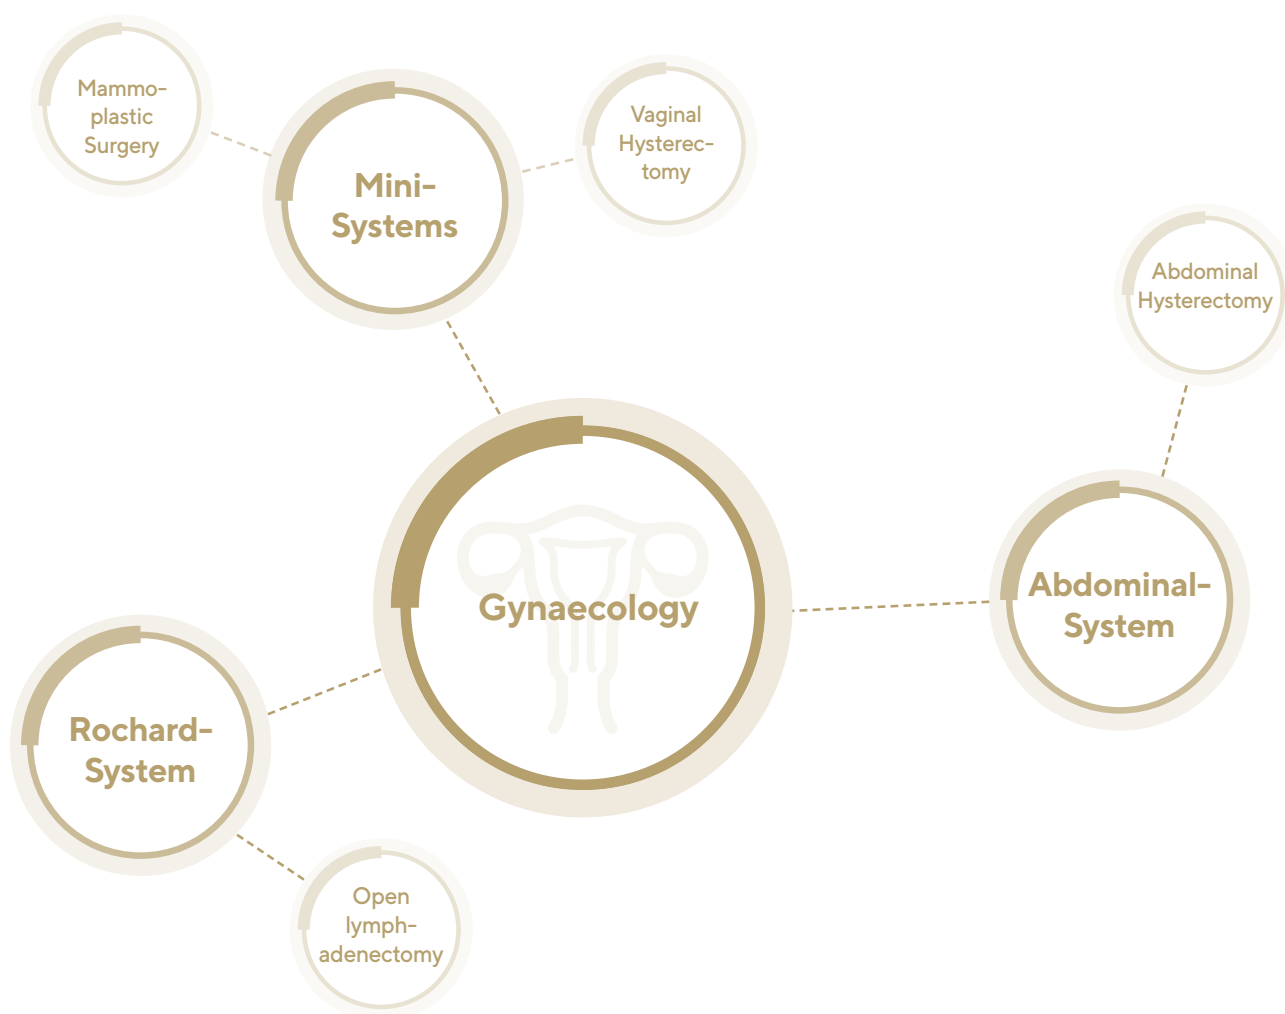 Mammo-
plastic
Surgery
Mini-
Systems
Vaginal
Hysterec-
tomy
Abdominal
Hysterectomy
Gynaecology
Abdominal-
System
Rochard-
System
Open
lymph-
adenectomy